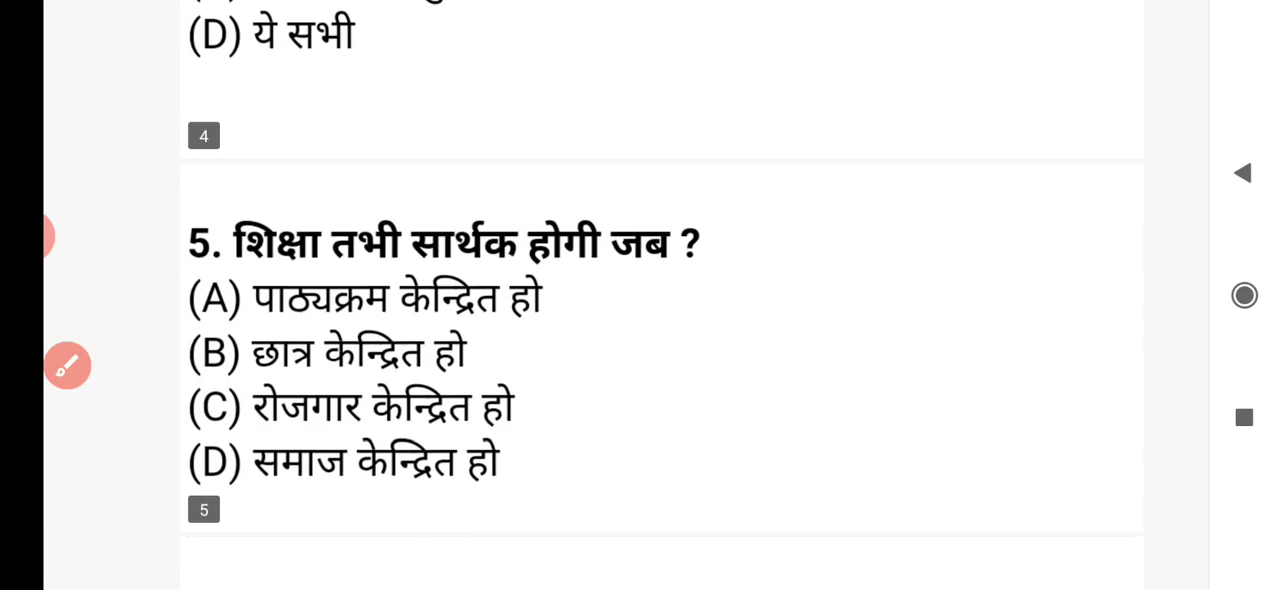 (D) ये सभी
4
5. शिक्षा तभी सार्थक होगी जब ?
(A) पाठ्यक्रम केन्द्रित हो
(B) छात्र केन्द्रित हो
(C) रोजगार केन्द्रित हो
(D) समाज केन्द्रित हो
5